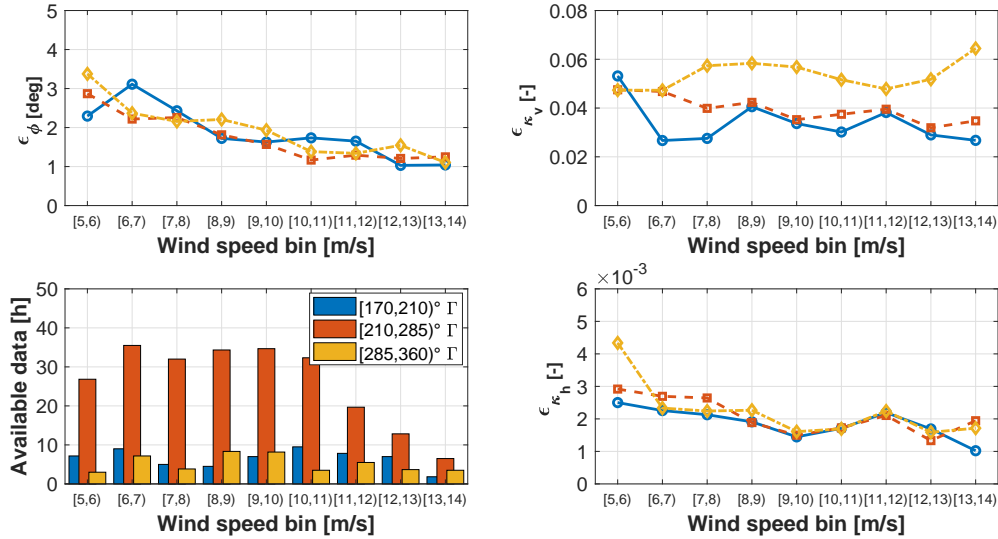 5
4
3
2
1
0
ϵ_ϕ [deg]
[5,6) [6,7) [7,8) [8,9) [9,10) [10,11) [11,12) [12,13) [13,14)
Wind speed bin [m/s]
0.08
0.06
0.04
0.02
0
ϵ_κ_v [-]
[5,6) [6,7) [7,8) [8,9) [9,10) [10,11) [11,12) [12,13) [13,14)
Wind speed bin [m/s]
50
40
30
20
10
0
Available data [h]
[170,210)° Γ
[210,285)° Γ
[285,360)° Γ
[5,6) [6,7) [7,8) [8,9) [9,10) [10,11) [11,12) [12,13) [13,14)
Wind speed bin [m/s]
×10⁻³
6
5
4
3
2
1
0
ϵ_κ_h [-]
[5,6) [6,7) [7,8) [8,9) [9,10) [10,11) [11,12) [12,13) [13,14)
Wind speed bin [m/s]